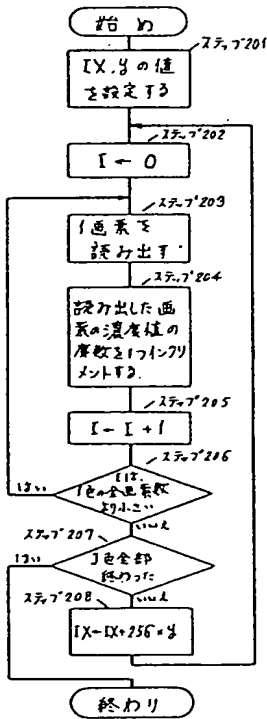 始め
ステップ201
IX,yの値
を設定する
ステップ202
I←0
ステップ203
1画素を
読み出す
ステップ204
読み出した画
素の濃度値の
度数を1つインクリ
メントする.
ステップ205
I←I+1
ステップ206
Iは、
1色の全画素数
より小さい
はい
いいえ
ステップ207
3色全部
終わった
はい
いいえ
ステップ208
IX←IX+256*y
終わり